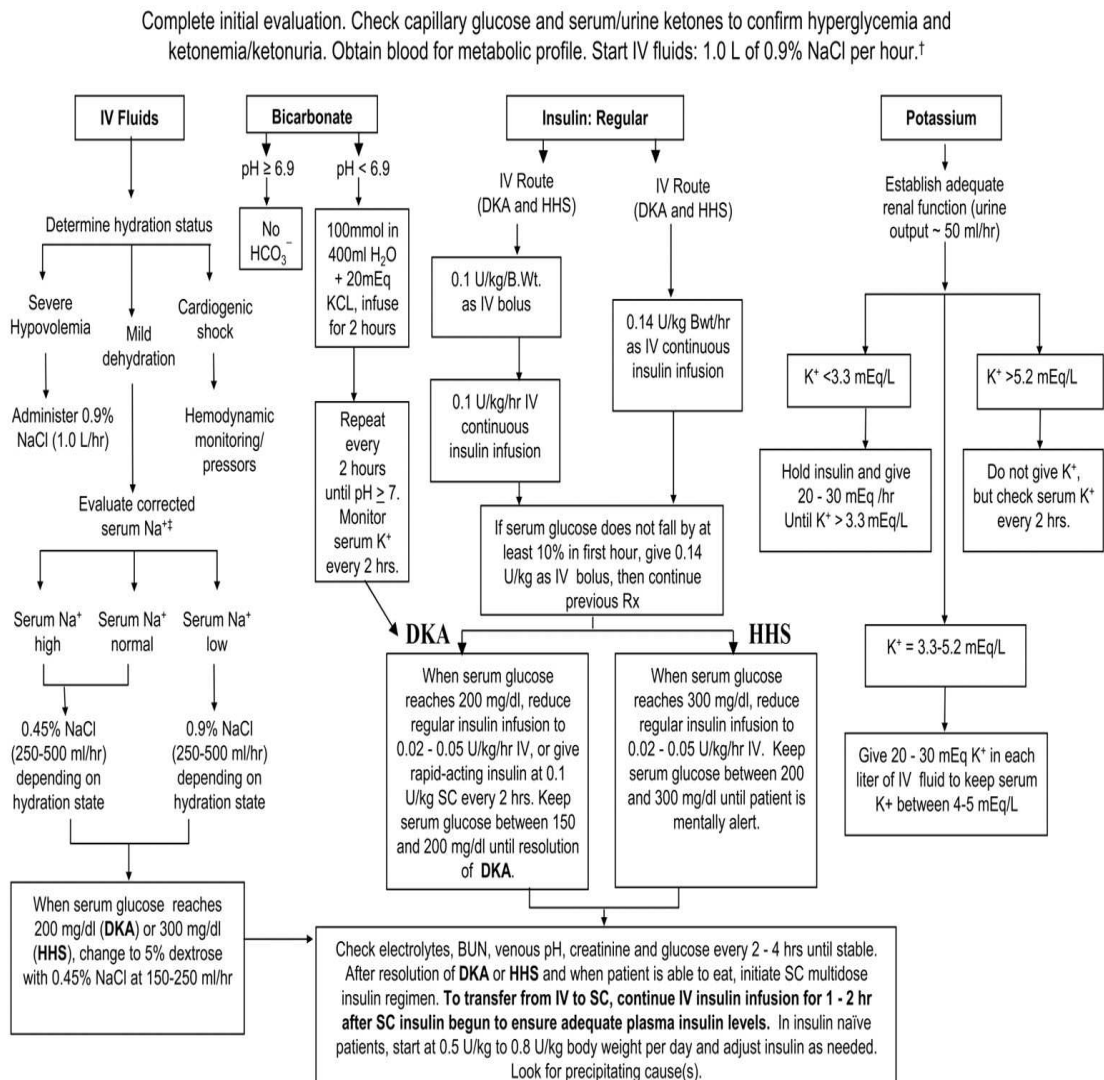 Complete initial evaluation. Check capillary glucose and serum/urine ketones to confirm hyperglycemia and
ketonemia/ketonuria. Obtain blood for metabolic profile. Start IV fluids: 1.0 L of 0.9% NaCl per hour.†
IV Fluids
Determine hydration status
Severe
Hypovolemia
Mild
dehydration
Cardiogenic
shock
Administer 0.9%
NaCl (1.0 L/hr)
Hemodynamic
monitoring/
pressors
Evaluate corrected
serum Na⁺‡
Serum Na⁺
high
Serum Na⁺
normal
Serum Na⁺
low
0.45% NaCl
(250-500 ml/hr)
depending on
hydration state
0.9% NaCl
(250-500 ml/hr)
depending on
hydration state
When serum glucose reaches
200 mg/dl (DKA) or 300 mg/dl
(HHS), change to 5% dextrose
with 0.45% NaCl at 150-250 ml/hr
Bicarbonate
pH ≥ 6.9
pH < 6.9
No
HCO₃⁻
100mmol in
400ml H₂O
+ 20mEq
KCL, infuse
for 2 hours
Repeat
every
2 hours
until pH ≥ 7.
Monitor
serum K⁺
every 2 hrs.
Insulin: Regular
IV Route
(DKA and HHS)
IV Route
(DKA and HHS)
0.1 U/kg/B.Wt.
as IV bolus
0.14 U/kg Bwt/hr
as IV continuous
insulin infusion
0.1 U/kg/hr IV
continuous
insulin infusion
If serum glucose does not fall by at
least 10% in first hour, give 0.14
U/kg as IV bolus, then continue
previous Rx
DKA
HHS
When serum glucose
reaches 200 mg/dl, reduce
regular insulin infusion to
0.02 - 0.05 U/kg/hr IV, or give
rapid-acting insulin at 0.1
U/kg SC every 2 hrs. Keep
serum glucose between 150
and 200 mg/dl until resolution
of DKA.
When serum glucose
reaches 300 mg/dl, reduce
regular insulin infusion to
0.02 - 0.05 U/kg/hr IV. Keep
serum glucose between 200
and 300 mg/dl until patient is
mentally alert.
Potassium
Establish adequate
renal function (urine
output ~ 50 ml/hr)
K⁺ <3.3 mEq/L
K⁺ >5.2 mEq/L
Hold insulin and give
20 - 30 mEq /hr
Until K⁺ > 3.3 mEq/L
Do not give K⁺,
but check serum K⁺
every 2 hrs.
K⁺ = 3.3-5.2 mEq/L
Give 20 - 30 mEq K⁺ in each
liter of IV fluid to keep serum
K+ between 4-5 mEq/L
Check electrolytes, BUN, venous pH, creatinine and glucose every 2 - 4 hrs until stable.
After resolution of DKA or HHS and when patient is able to eat, initiate SC multidose
insulin regimen. To transfer from IV to SC, continue IV insulin infusion for 1 - 2 hr
after SC insulin begun to ensure adequate plasma insulin levels. In insulin naïve
patients, start at 0.5 U/kg to 0.8 U/kg body weight per day and adjust insulin as needed.
Look for precipitating cause(s).